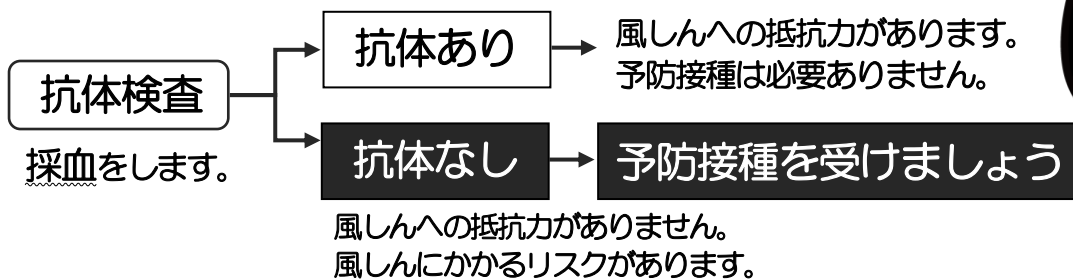 抗体検査
採血をします。
抗体あり
風しんへの抵抗力があります。
予防接種は必要ありません。
抗体なし
予防接種を受けましょう
風しんへの抵抗力がありません。
風しんにかかるリスクがあります。